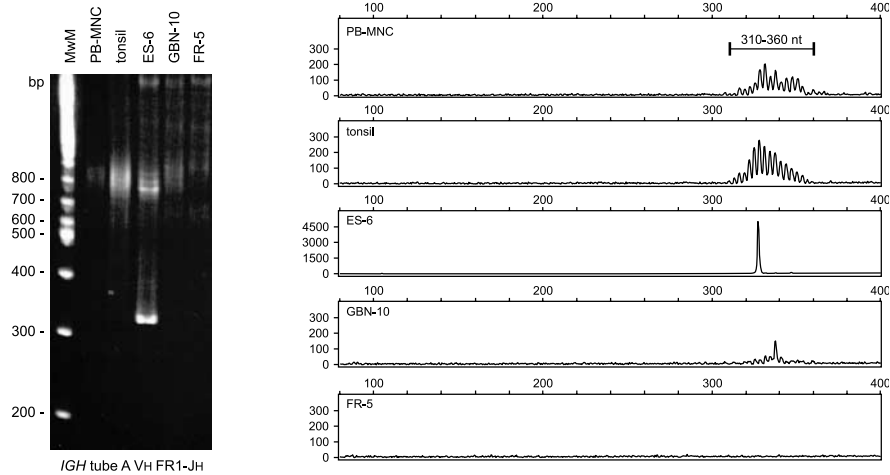 MwM PB-MNC tonsil ES-6 GBN-10 FR-5
bp
800 -
700 -
600 -
500 -
400 -
300 -
200 -
IGH tube A VH FR1-JH
100 200 300 400
PB-MNC
310-360 nt
300
200
100
0
100 200 300 400
tonsil
300
200
100
0
100 200 300 400
ES-6
4500
3000
1500
0
100 200 300 400
GBN-10
300
200
100
0
100 200 300 400
FR-5
300
200
100
0